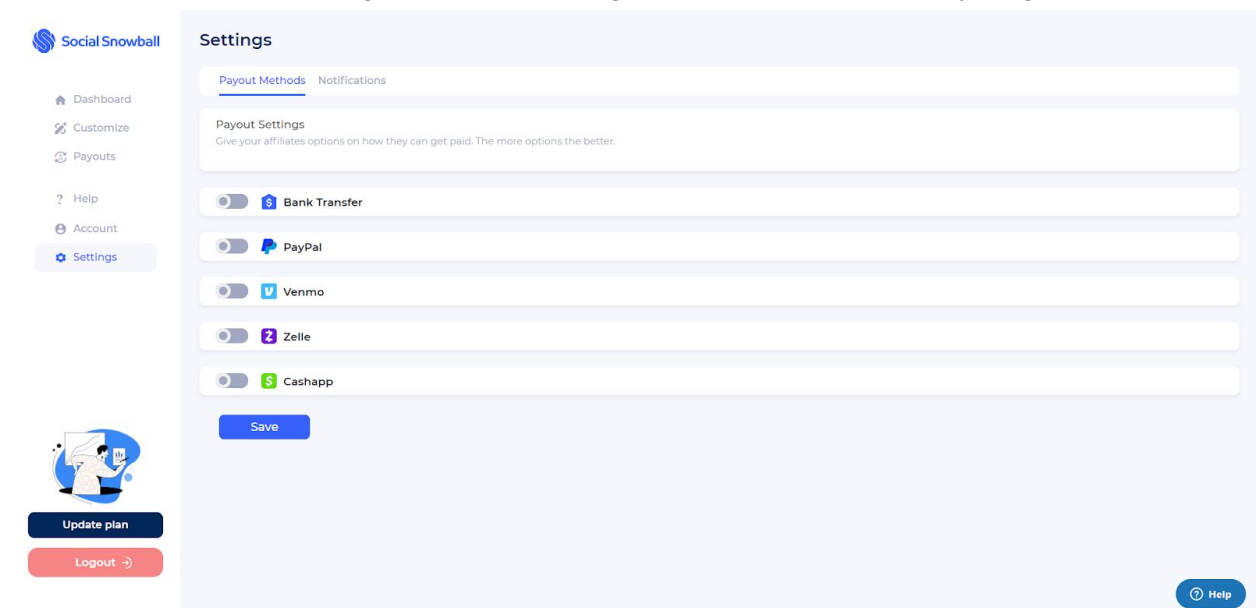 Social Snowball
Dashboard
Customize
Payouts
? Help
Account
Settings
Update plan
Logout
Settings
Payout Methods Notifications
Payout Settings
Give your affiliates options on how they can get paid. The more options the better.
Bank Transfer
PayPal
Venmo
Zelle
Cashapp
Save
Help